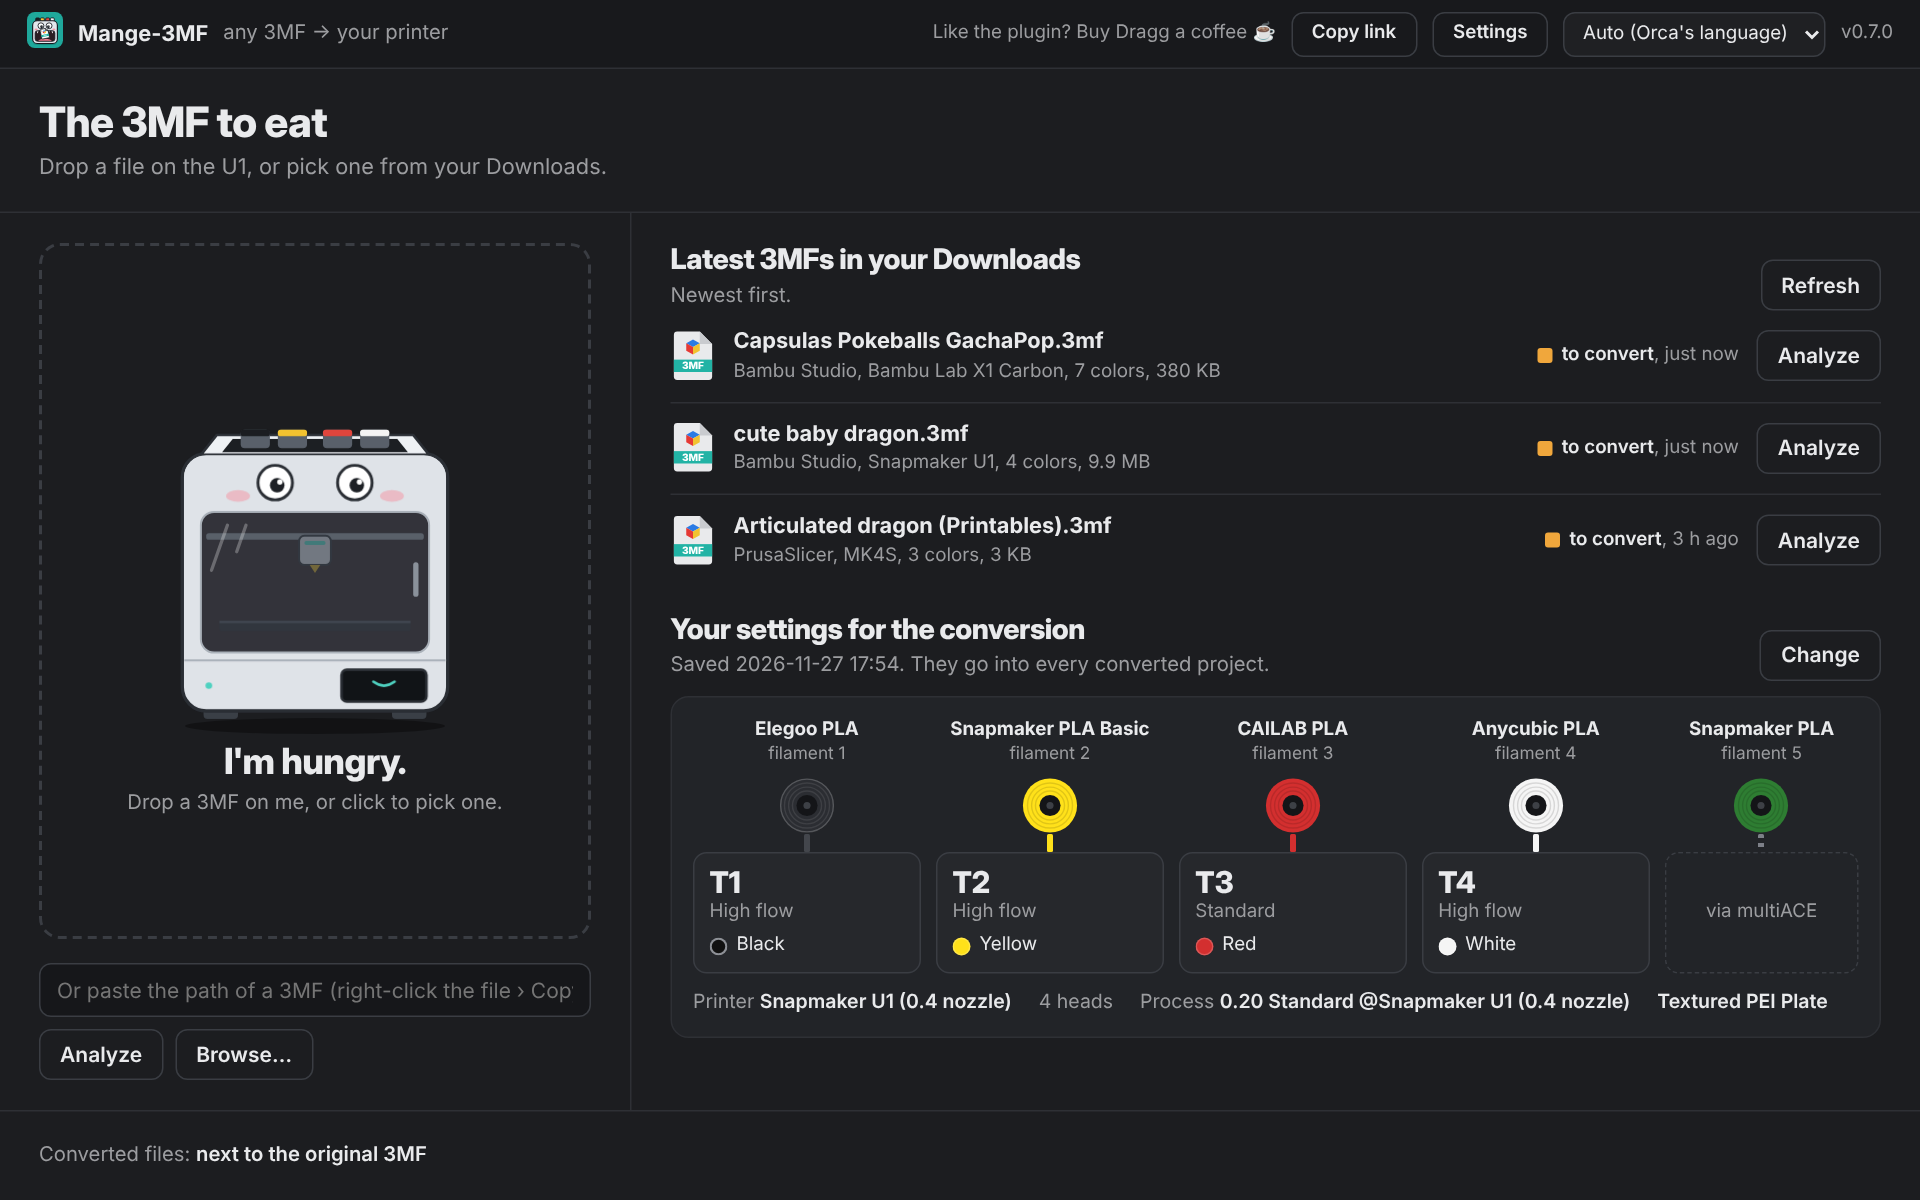 Mange-3MF any 3MF → your printer
Like the plugin? Buy Dragg a coffee ☕ Copy link Settings Auto (Orca's language) v0.7.0
The 3MF to eat
Drop a file on the U1, or pick one from your Downloads.
I'm hungry.
Drop a 3MF on me, or click to pick one.
Or paste the path of a 3MF (right-click the file › Cop
Analyze Browse...
Latest 3MFs in your Downloads
Newest first.
Refresh
3MF
Capsulas Pokeballs GachaPop.3mf
Bambu Studio, Bambu Lab X1 Carbon, 7 colors, 380 KB
to convert, just now
Analyze
3MF
cute baby dragon.3mf
Bambu Studio, Snapmaker U1, 4 colors, 9.9 MB
to convert, just now
Analyze
3MF
Articulated dragon (Printables).3mf
PrusaSlicer, MK4S, 3 colors, 3 KB
to convert, 3 h ago
Analyze
Your settings for the conversion
Saved 2026-11-27 17:54. They go into every converted project.
Change
Elegoo PLA
filament 1
T1
High flow
Black
Snapmaker PLA Basic
filament 2
T2
High flow
Yellow
CAILAB PLA
filament 3
T3
Standard
Red
Anycubic PLA
filament 4
T4
High flow
White
Snapmaker PLA
filament 5
via multiACE
Printer Snapmaker U1 (0.4 nozzle) 4 heads Process 0.20 Standard @Snapmaker U1 (0.4 nozzle) Textured PEI Plate
Converted files: next to the original 3MF